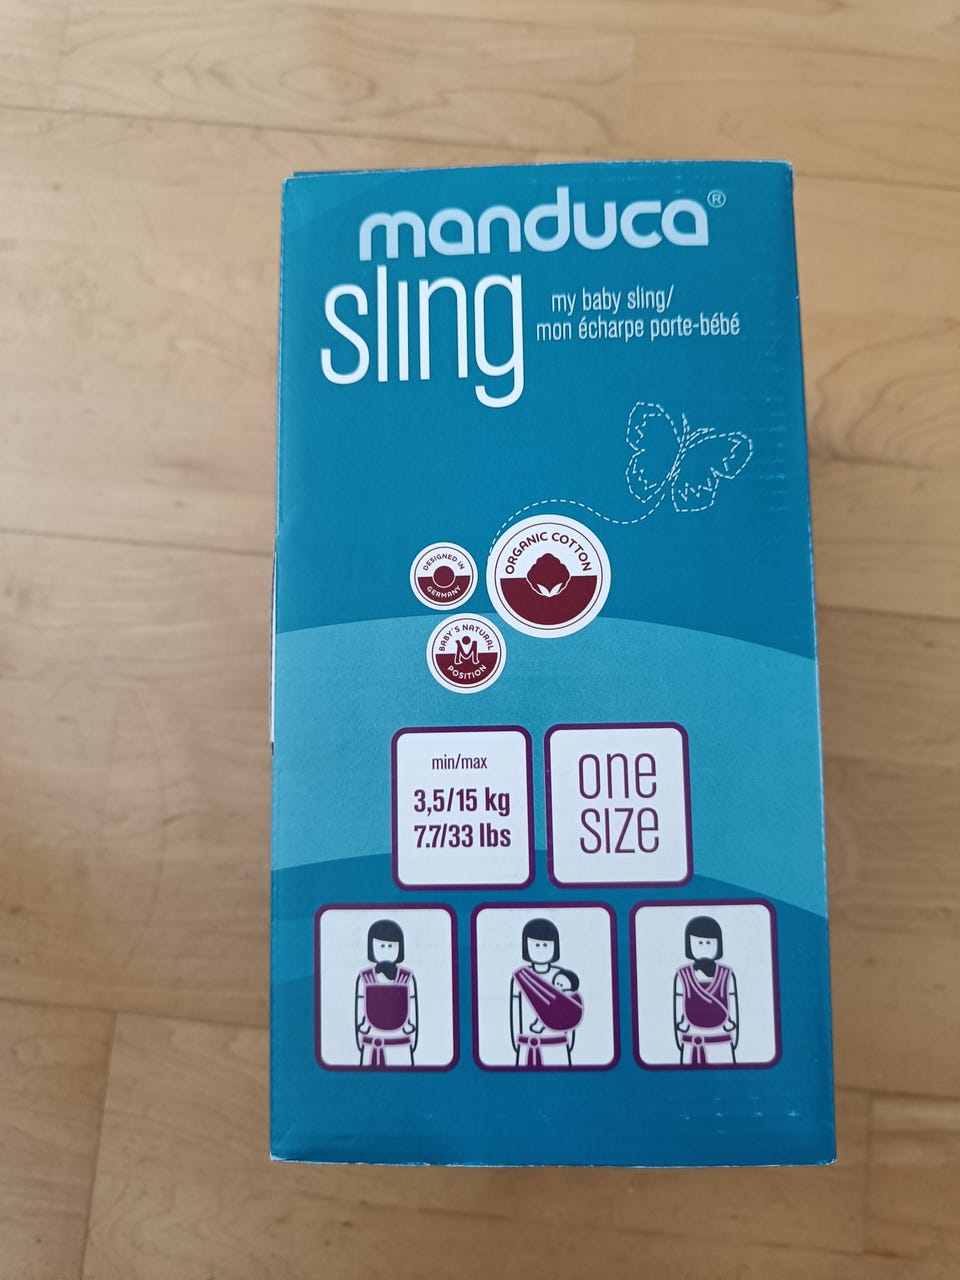 manduca®
sling
my baby sling/
mon écharpe porte-bébé
ORGANIC COTTON
DESIGNED IN
GERMANY
BABY'S NATURAL
POSITION
min/max
3,5/15 kg
7.7/33 lbs
one
size